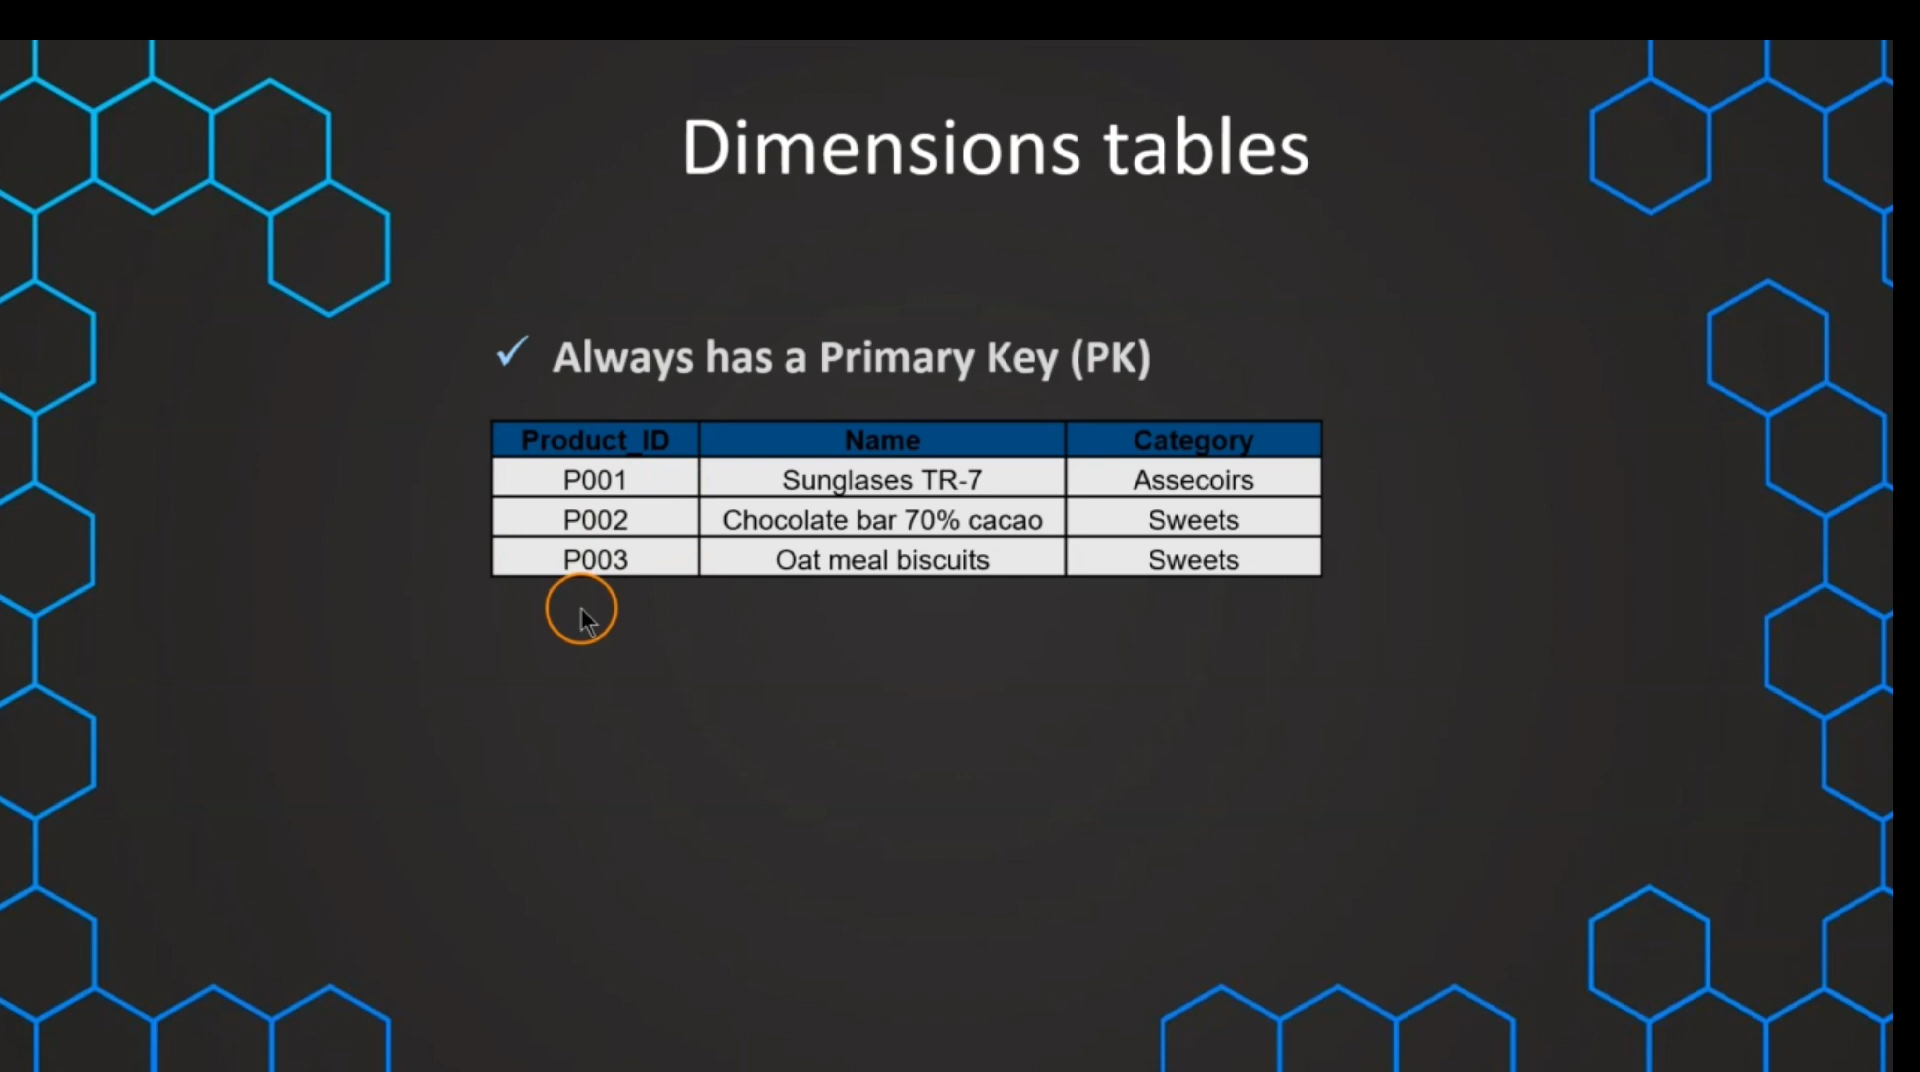 Dimensions tables
✓ Always has a Primary Key (PK)
Product_ID Name Category
P001 Sunglases TR-7 Assecoirs
P002 Chocolate bar 70% cacao Sweets
P003 Oat meal biscuits Sweets